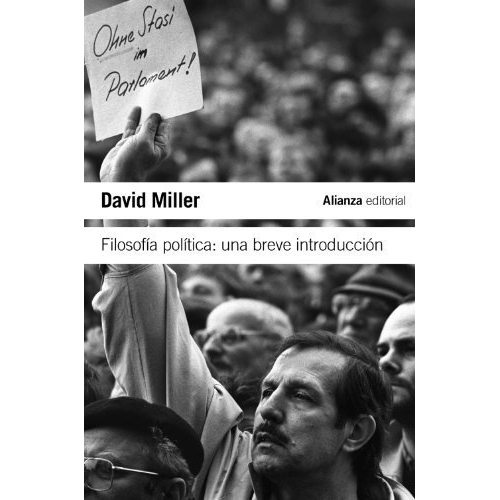 Ohne Stasi
im
Parlament!
David Miller
Alianza editorial
Filosofía política: una breve introducción